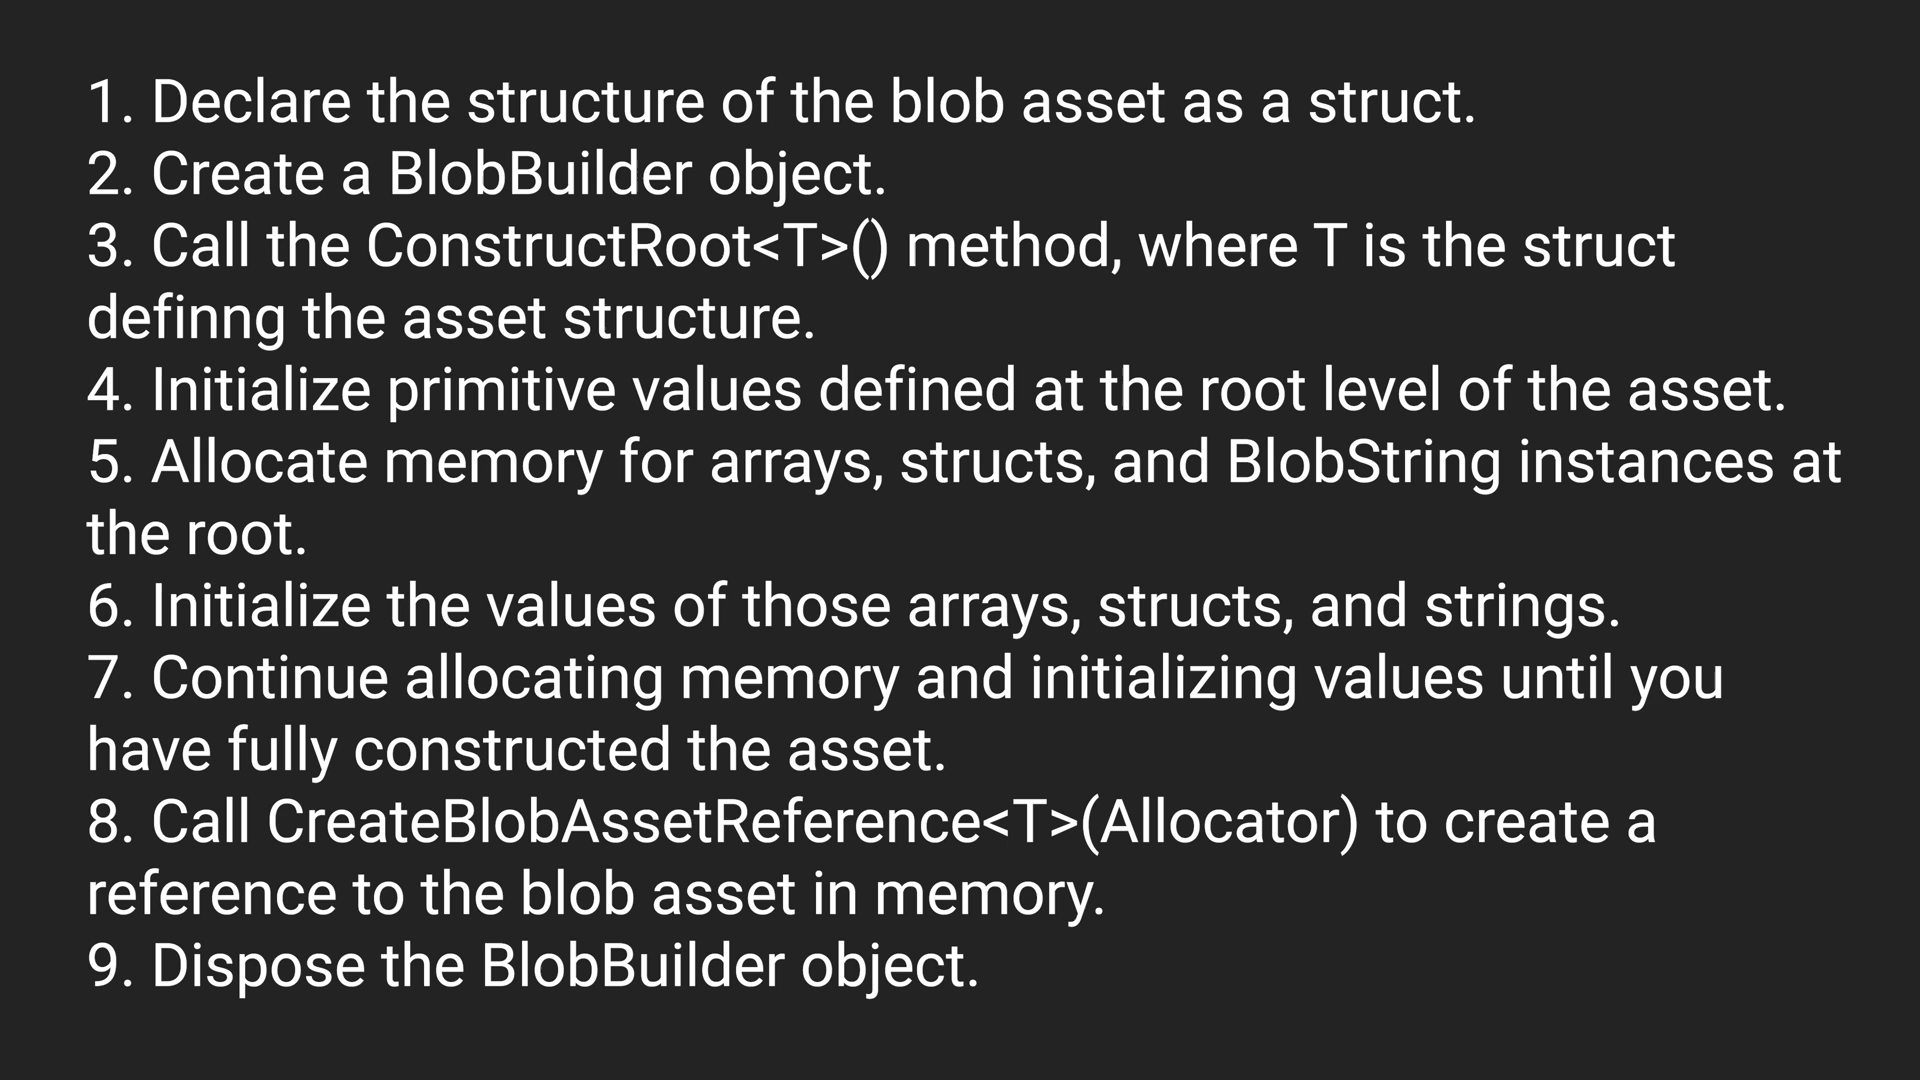 1. Declare the structure of the blob asset as a struct.
2. Create a BlobBuilder object.
3. Call the ConstructRoot<T>() method, where T is the struct
definng the asset structure.
4. Initialize primitive values defined at the root level of the asset.
5. Allocate memory for arrays, structs, and BlobString instances at
the root.
6. Initialize the values of those arrays, structs, and strings.
7. Continue allocating memory and initializing values until you
have fully constructed the asset.
8. Call CreateBlobAssetReference<T>(Allocator) to create a
reference to the blob asset in memory.
9. Dispose the BlobBuilder object.